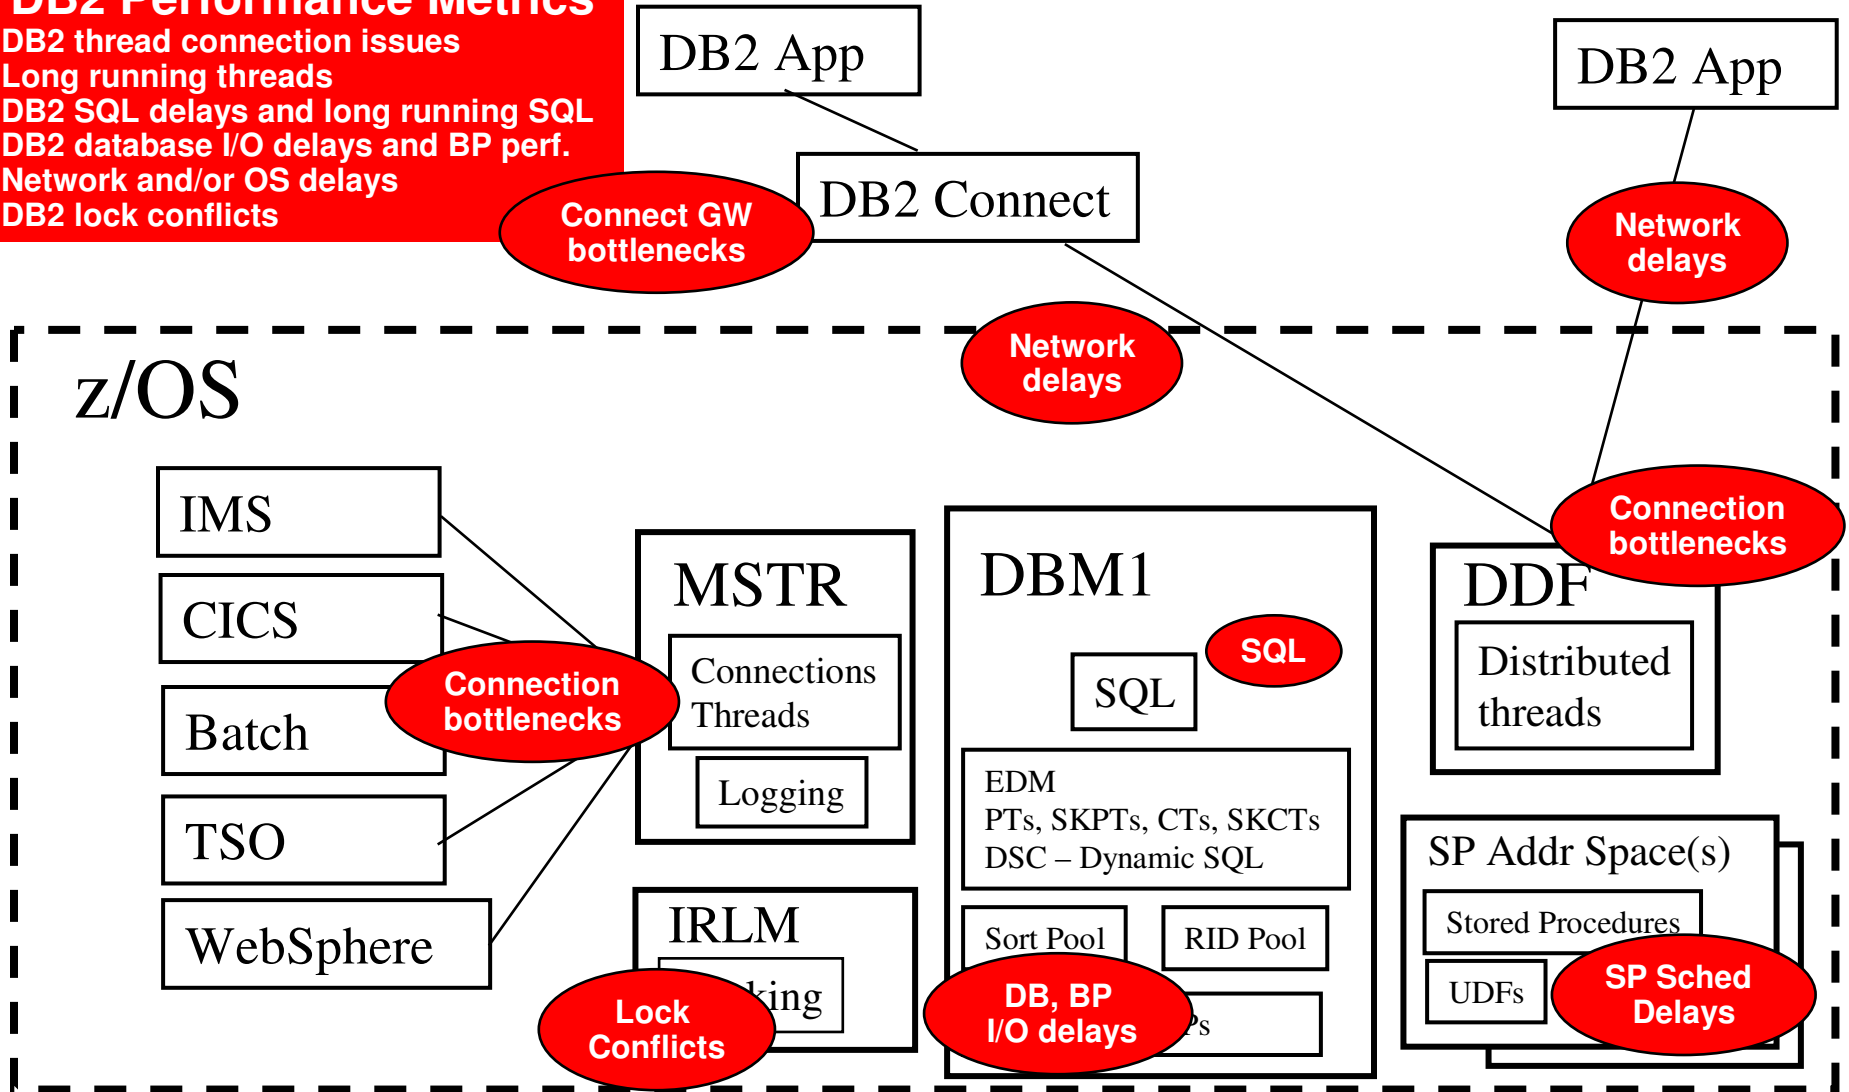 DB2 Performance Metrics
DB2 thread connection issues
Long running threads
DB2 SQL delays and long running SQL
DB2 database I/O delays and BP perf.
Network and/or OS delays
DB2 lock conflicts
DB2 App
DB2 App
DB2 Connect
Connect GW
bottlenecks
Network
delays
Network
delays
z/OS
IMS
CICS
Batch
TSO
WebSphere
Connection
bottlenecks
MSTR
Connections
Threads
Logging
IRLM
Lock
Conflicts
DBM1
SQL
SQL
EDM
PTs, SKPTs, CTs, SKCTs
DSC – Dynamic SQL
Sort Pool
RID Pool
DB, BP
I/O delays
Connection
bottlenecks
DDF
Distributed
threads
SP Addr Space(s)
Stored Procedures
UDFs
SP Sched
Delays